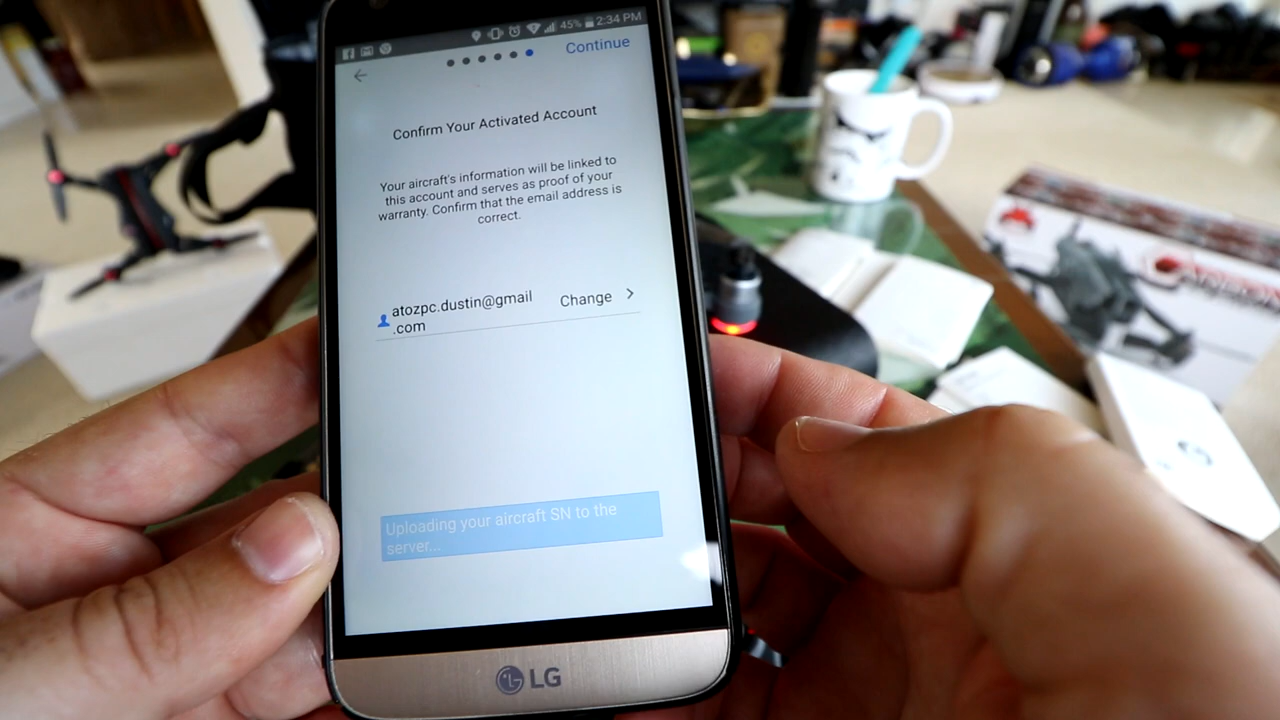 45% 2:34 PM
Continue
Confirm Your Activated Account
Your aircraft's information will be linked to
this account and serves as proof of your
warranty. Confirm that the email address is
correct.
atozpc.dustin@gmail
.com
Change
Uploading your aircraft SN to the
server...
LG